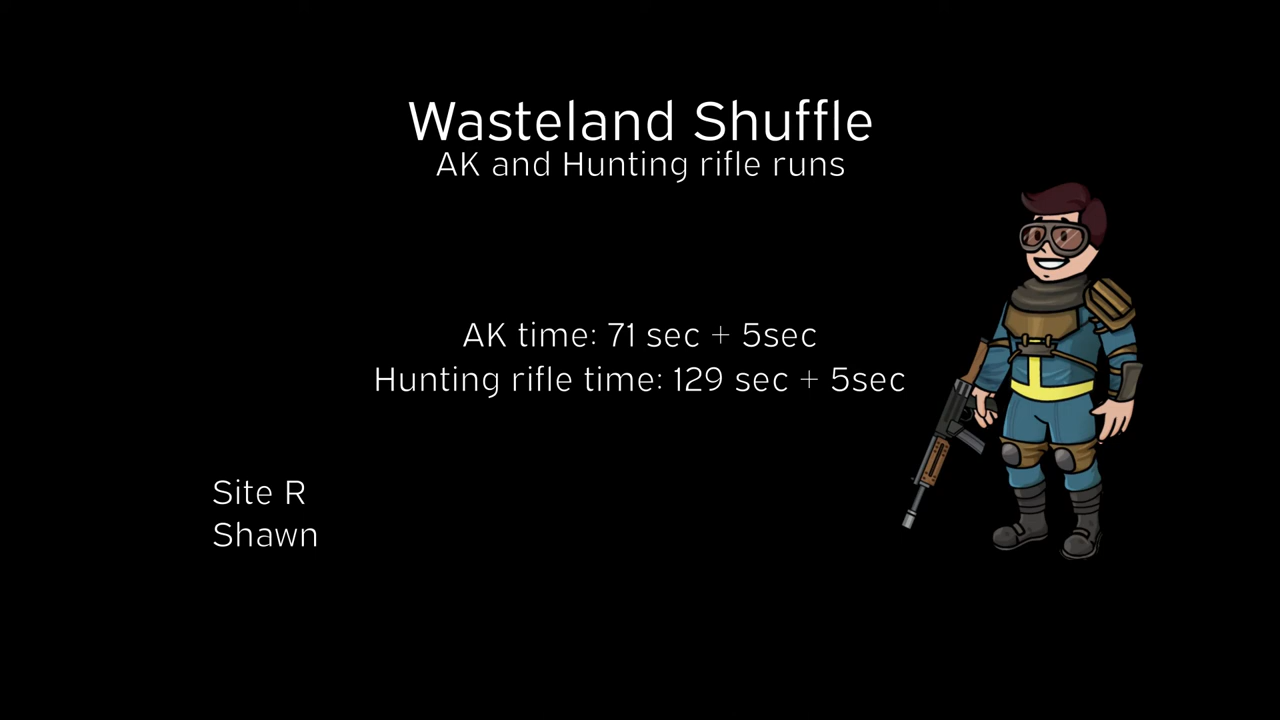 Wasteland Shuffle
AK and Hunting rifle runs
AK time: 71 sec + 5sec
Hunting rifle time: 129 sec + 5sec
Site R
Shawn